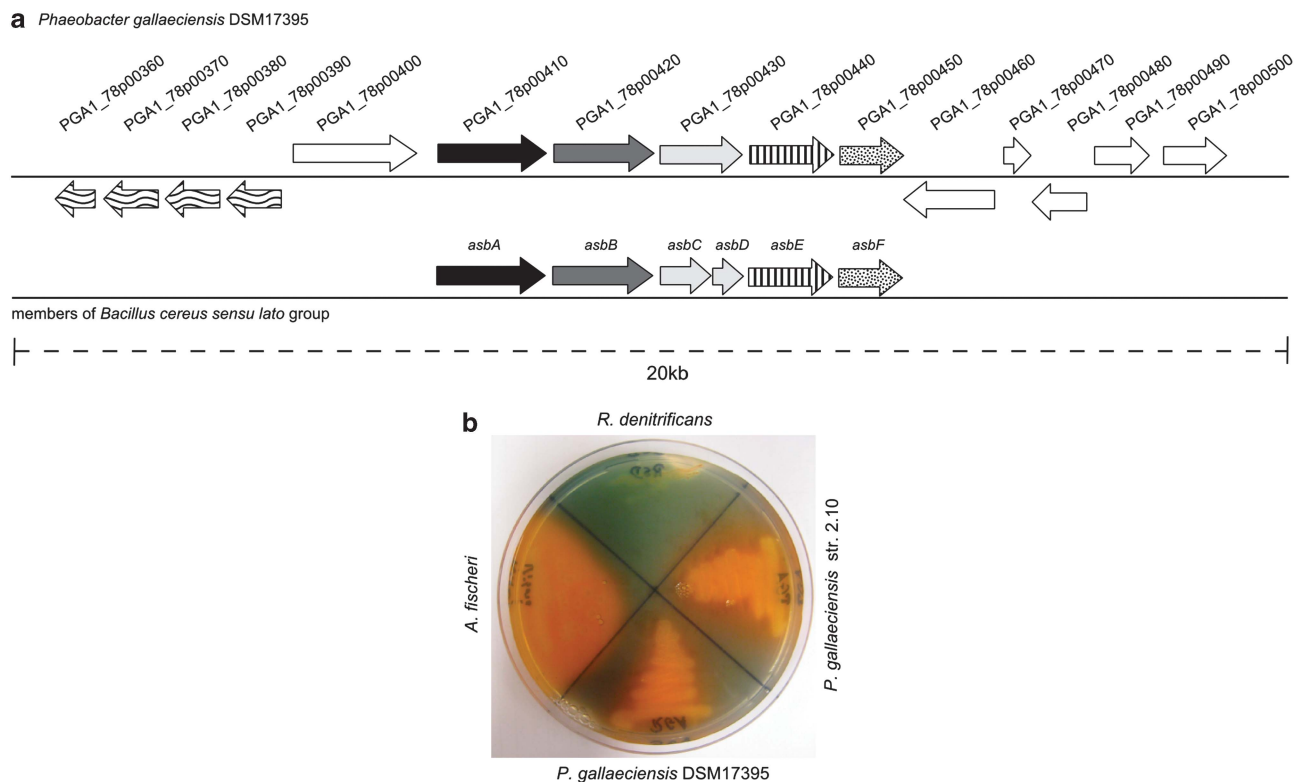 a Phaeobacter gallaeciensis DSM17395
PGA1_78p00360
PGA1_78p00370
PGA1_78p00380
PGA1_78p00390
PGA1_78p00400
PGA1_78p00410
PGA1_78p00420
PGA1_78p00430
PGA1_78p00440
PGA1_78p00450
PGA1_78p00460
PGA1_78p00470
PGA1_78p00480
PGA1_78p00490
PGA1_78p00500
asbA asbB asbC asbD asbE asbF
members of Bacillus cereus sensu lato group
20kb
b
R. denitrificans
A. fischeri
P. gallaeciensis str. 2.10
P. gallaeciensis DSM17395